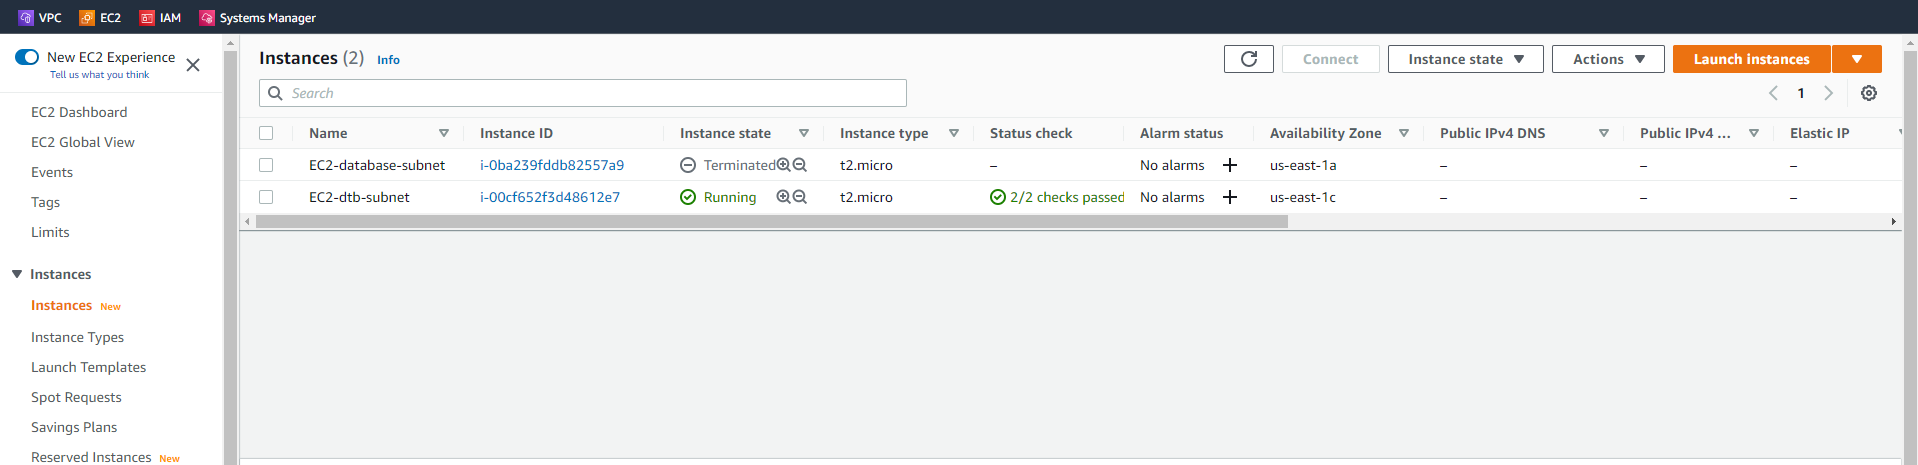 VPC EC2 IAM Systems Manager
New EC2 Experience
Tell us what you think
EC2 Dashboard
EC2 Global View
Events
Tags
Limits
Instances
Instances New
Instance Types
Launch Templates
Spot Requests
Savings Plans
Reserved Instances New
Instances (2) Info
Connect Instance state Actions Launch instances
Search
1
Name Instance ID Instance state Instance type Status check Alarm status Availability Zone Public IPv4 DNS Public IPv4 ... Elastic IP
EC2-database-subnet i-0ba239fddb82557a9 Terminated t2.micro – No alarms + us-east-1a – – –
EC2-dtb-subnet i-00cf652f3d48612e7 Running t2.micro 2/2 checks passed No alarms + us-east-1c – – –